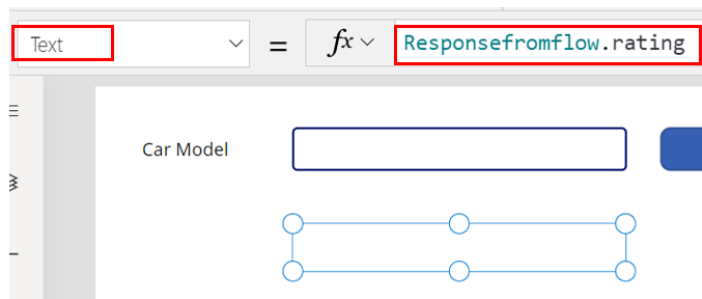 Text = fx Responsefromflow.rating
Car Model